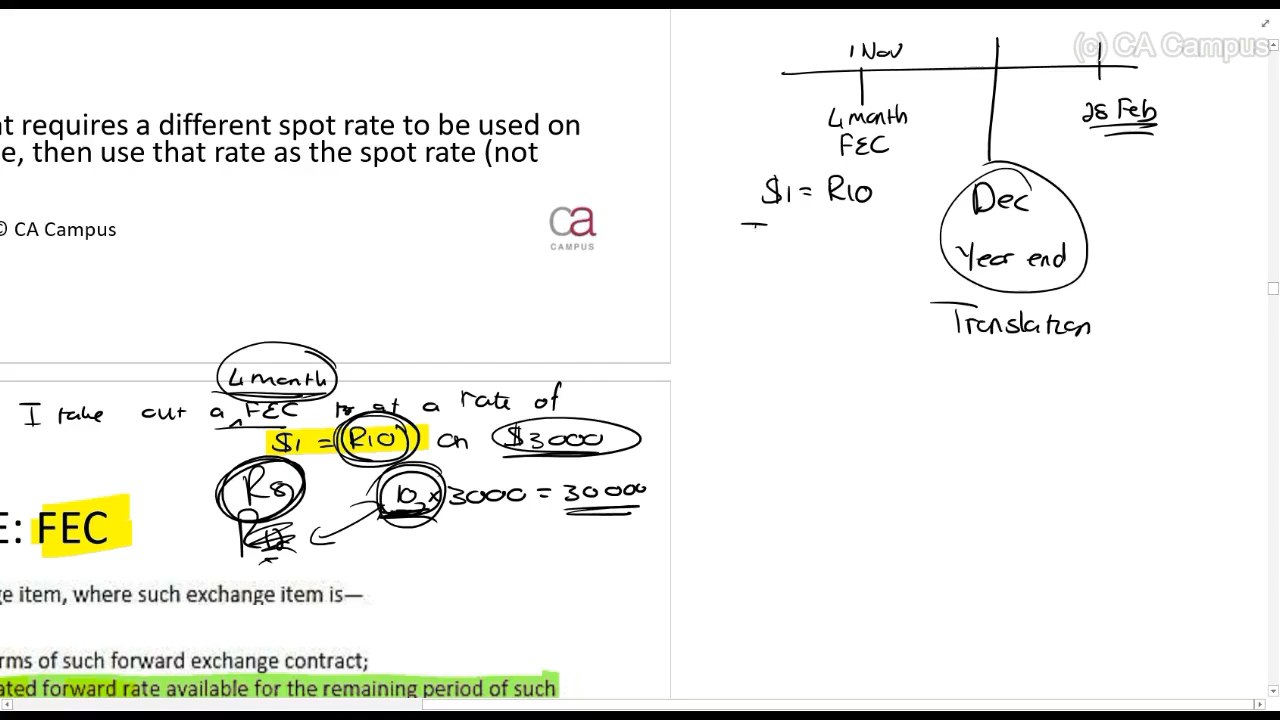 (c) CA Campus
1 Nov
28 Feb
4 month
FEC
$1 = R10
Dec
Year end
Translation
at requires a different spot rate to be used on
e, then use that rate as the spot rate (not
© CA Campus
ca
CAMPUS
4 month
I take out a FEC at a rate of
$1 = R10 on $3000
R8
10 x 3000 = 30 000
E: FEC
ge item, where such exchange item is—
rms of such forward exchange contract;
ated forward rate available for the remaining period of such